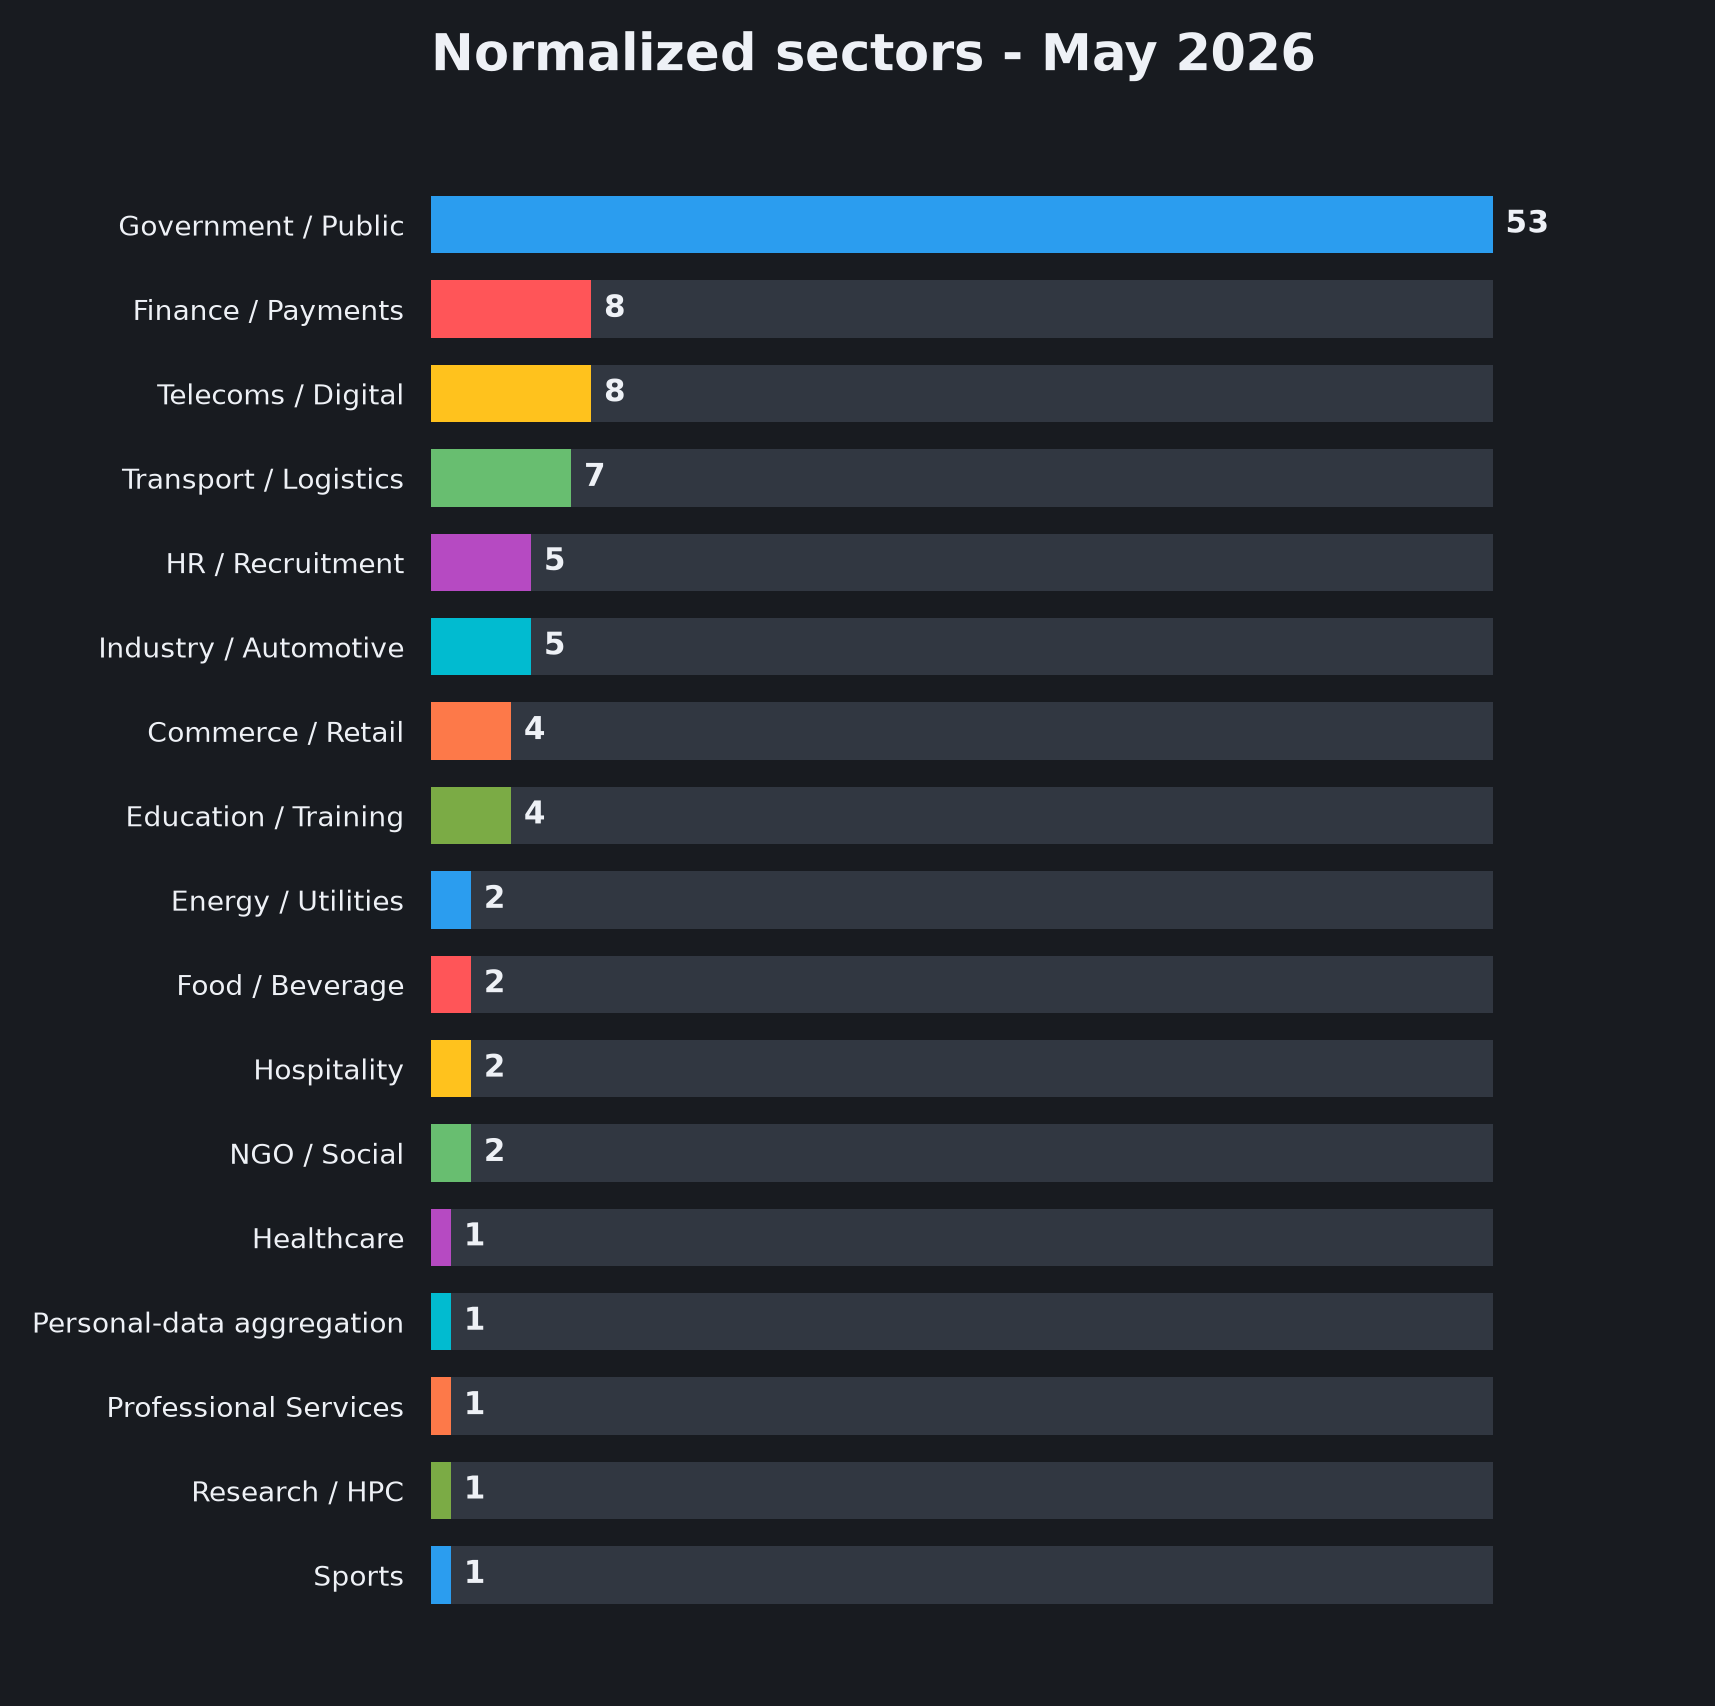 Normalized sectors - May 2026
Government / Public 53
Finance / Payments 8
Telecoms / Digital 8
Transport / Logistics 7
HR / Recruitment 5
Industry / Automotive 5
Commerce / Retail 4
Education / Training 4
Energy / Utilities 2
Food / Beverage 2
Hospitality 2
NGO / Social 2
Healthcare 1
Personal-data aggregation 1
Professional Services 1
Research / HPC 1
Sports 1